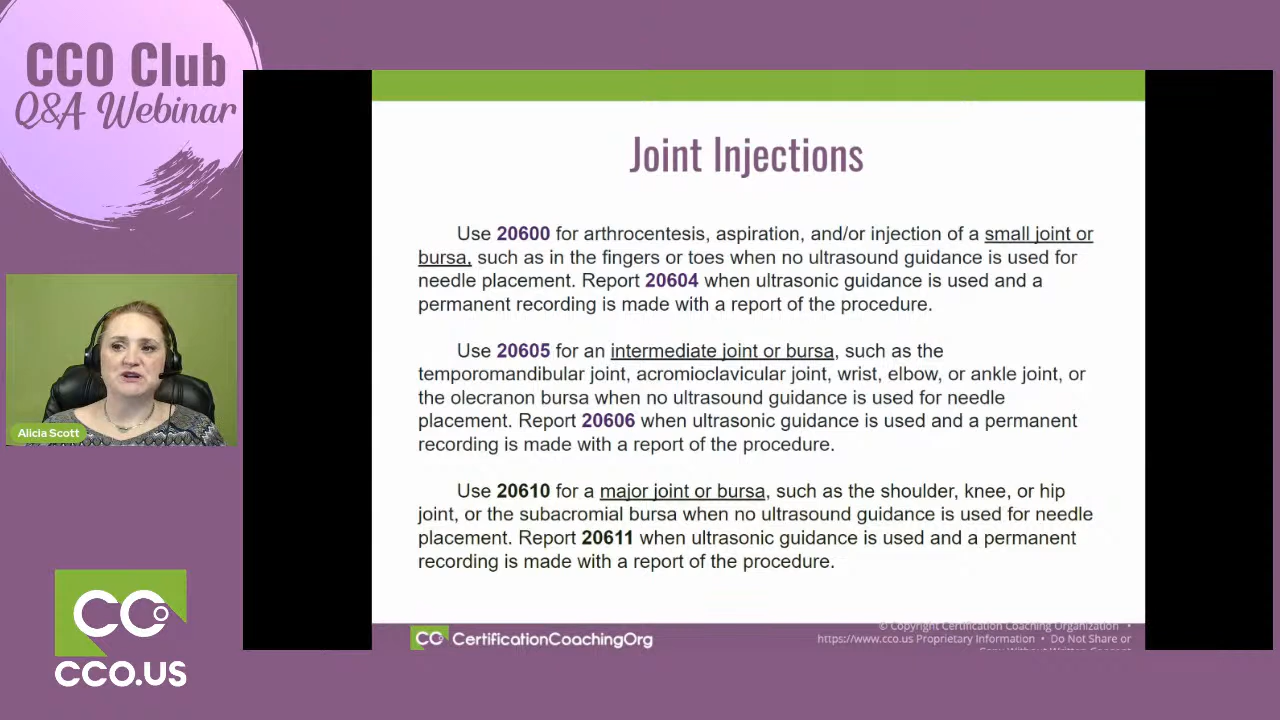 CCO Club
Q&A Webinar
Joint Injections
Use 20600 for arthrocentesis, aspiration, and/or injection of a small joint or
bursa, such as in the fingers or toes when no ultrasound guidance is used for
needle placement. Report 20604 when ultrasonic guidance is used and a
permanent recording is made with a report of the procedure.
Use 20605 for an intermediate joint or bursa, such as the
temporomandibular joint, acromioclavicular joint, wrist, elbow, or ankle joint, or
the olecranon bursa when no ultrasound guidance is used for needle
placement. Report 20606 when ultrasonic guidance is used and a permanent
recording is made with a report of the procedure.
Use 20610 for a major joint or bursa, such as the shoulder, knee, or hip
joint, or the subacromial bursa when no ultrasound guidance is used for needle
placement. Report 20611 when ultrasonic guidance is used and a permanent
recording is made with a report of the procedure.
Alicia Scott
CCO
CCO.US
CCO CertificationCoachingOrg
© Copyright Certification Coaching Organization •
https://www.cco.us Proprietary Information • Do Not Share or
Copy Without Written Consent